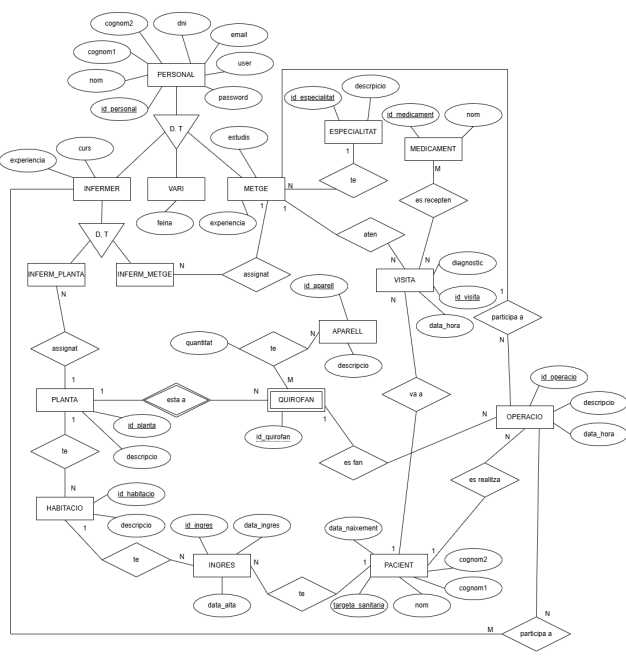 cognom2
dni
email
cognom1
user
nom
PERSONAL
password
id_personal
D. T
estudis
id_especialitat
descrpicio
id_medicament
nom
ESPECIALITAT
MEDICAMENT
curs
experiencia
INFERMER
VARI
METGE
N
1
te
M
es recepten
feina
experiencia
1
1
aten
D, T
INFERM_PLANTA
INFERM_METGE
N
assignat
N
N
N
VISITA
diagnostic
id_visita
data_hora
N
N
1
participa a
N
id_aparell
quantitat
te
N
APARELL
descripcio
assignat
M
va a
1
PLANTA
1
esta a
N
QUIROFAN
1
id_operacio
descripcio
data_hora
N
OPERACIO
N
id_planta
descripcio
1
te
id_quirofan
es fan
es realitza
N
HABITACIO
1
id_habitacio
descripcio
te
N
id_ingres
data_ingres
INGRES
data_alta
N
te
data_naixement
1
1
1
PACIENT
cognom2
cognom1
nom
targeta_sanitaria
N
M
participa a